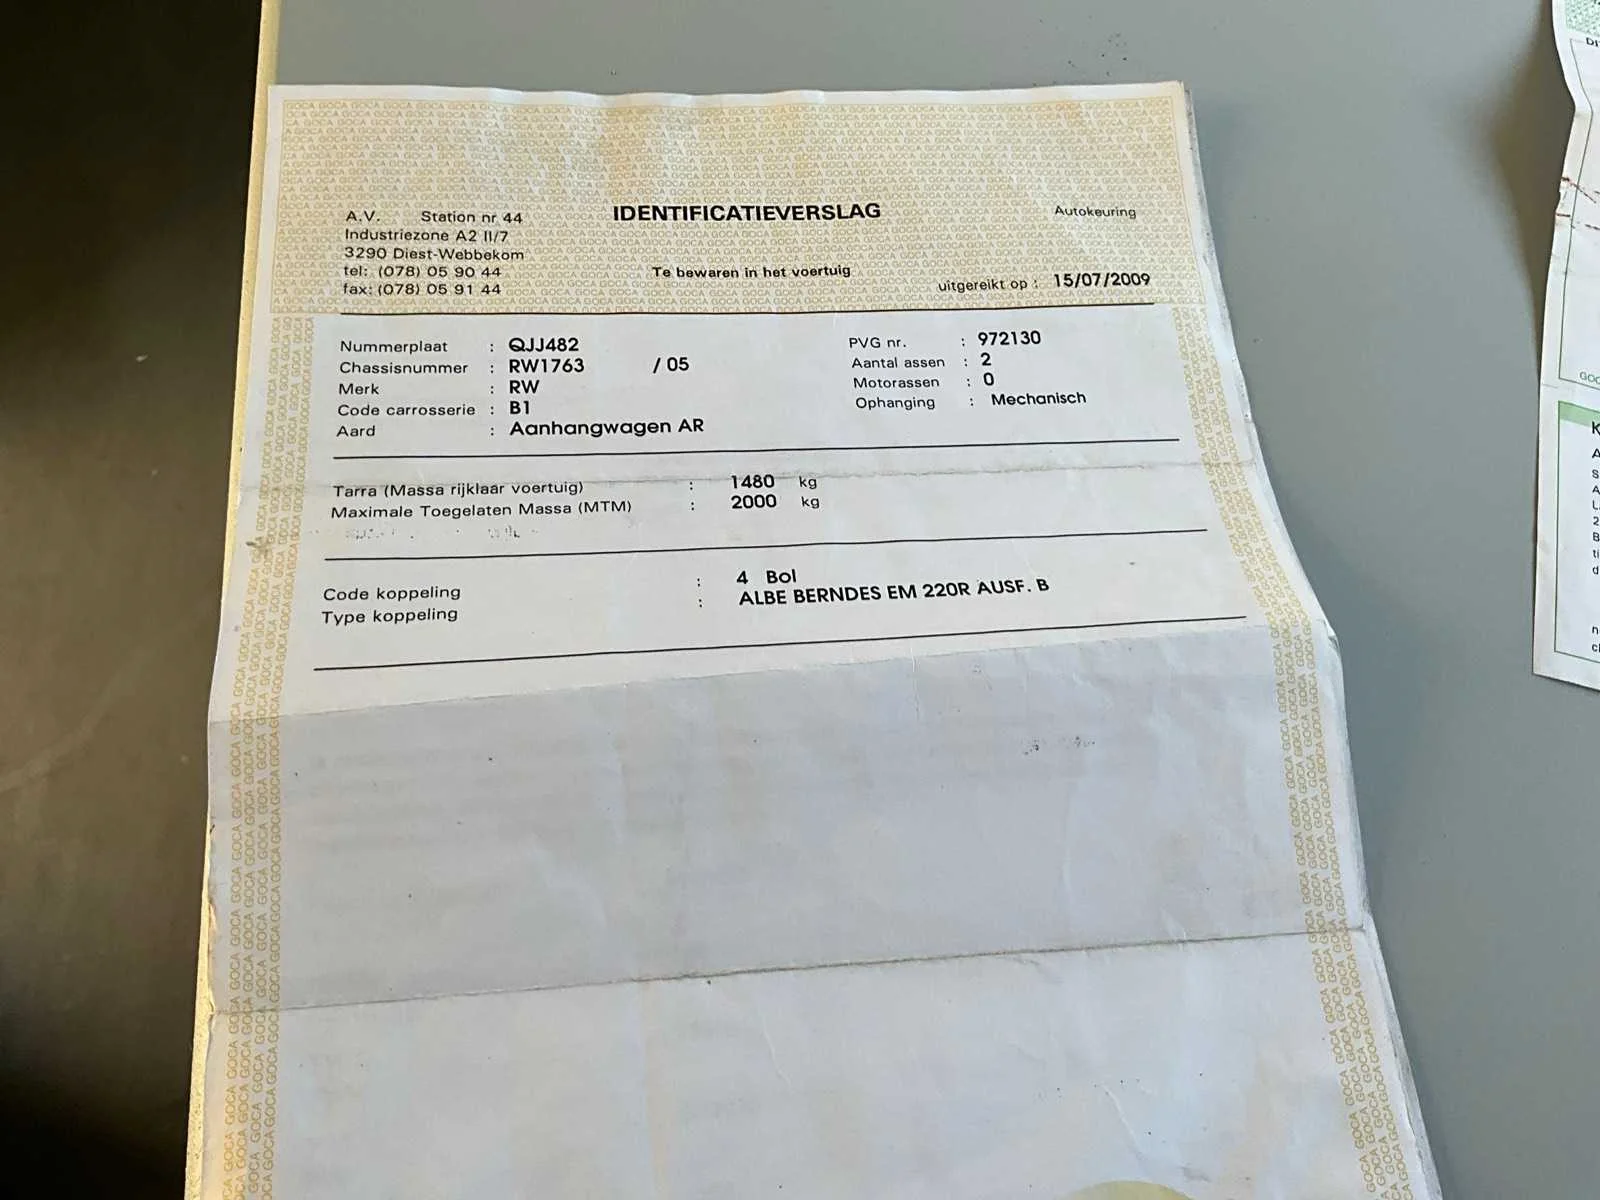 A.V. Station nr 44
IDENTIFICATIEVERSLAG
Autokeuring
Industriezone A2 II/7
3290 Diest-Webbekom
tel: (078) 05 90 44
Te bewaren in het voertuig
fax: (078) 05 91 44
uitgereikt op : 15/07/2009
Nummerplaat : QJJ482
PVG nr. : 972130
Chassisnummer : RW1763 / 05
Aantal assen : 2
Merk : RW
Motorassen : 0
Code carrosserie : B1
Ophanging : Mechanisch
Aard : Aanhangwagen AR
Tarra (Massa rijklaar voertuig) : 1480 kg
Maximale Toegelaten Massa (MTM) : 2000 kg
Code koppeling : 4 Bol
Type koppeling : ALBE BERNDES EM 220R AUSF. B